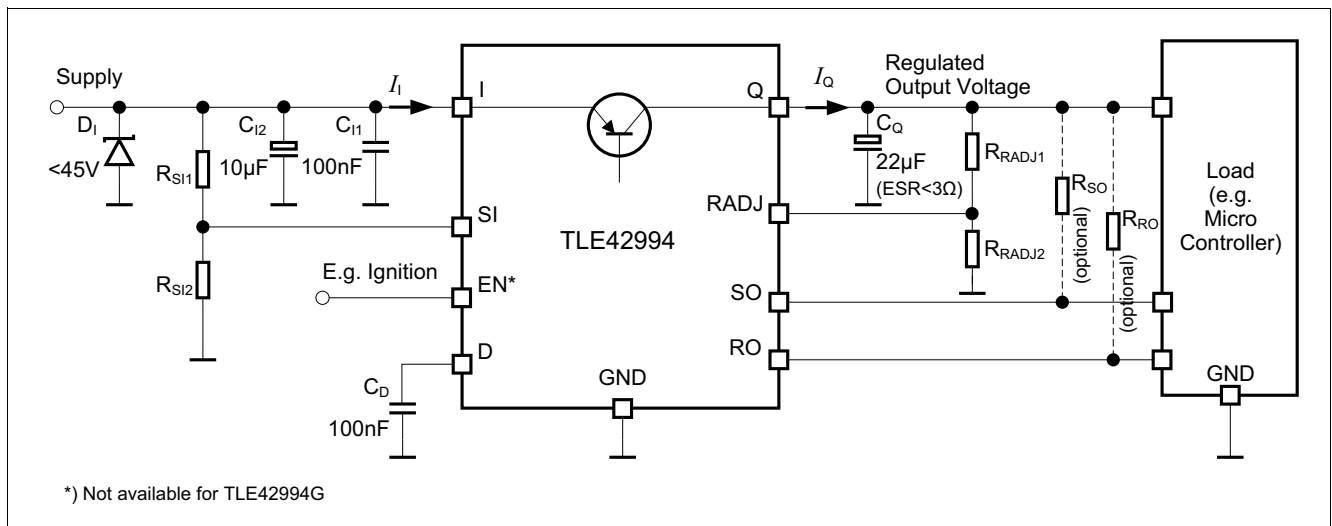 Supply
I_I
I
Q
I_Q
Regulated
Output Voltage
D_I
<45V
R_SI1
C_I2
10µF
C_I1
100nF
C_Q
22µF
(ESR<3Ω)
R_RADJ1
R_SO
(optional)
R_RO
(optional)
Load
(e.g.
Micro
Controller)
SI
RADJ
TLE42994
R_RADJ2
R_SI2
E.g. Ignition
EN*
SO
D
RO
C_D
100nF
GND
GND
*) Not available for TLE42994G